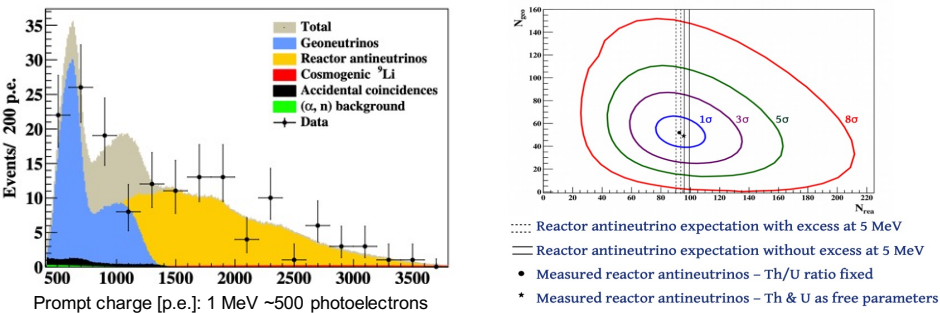 35
30
25
20
15
10
5
0
Events/ 200 p.e.
Total
Geoneutrinos
Reactor antineutrinos
Cosmogenic ⁹Li
Accidental coincidences
(α, n) background
Data
500 1000 1500 2000 2500 3000 3500
Prompt charge [p.e.]: 1 MeV ~500 photoelectrons
N_geo
160
140
120
100
80
60
40
20
0
1σ 3σ 5σ 8σ
0 20 40 60 80 100 120 140 160 180 200 220
N_rea
Reactor antineutrino expectation with excess at 5 MeV
Reactor antineutrino expectation without excess at 5 MeV
Measured reactor antineutrinos – Th/U ratio fixed
Measured reactor antineutrinos – Th & U as free parameters